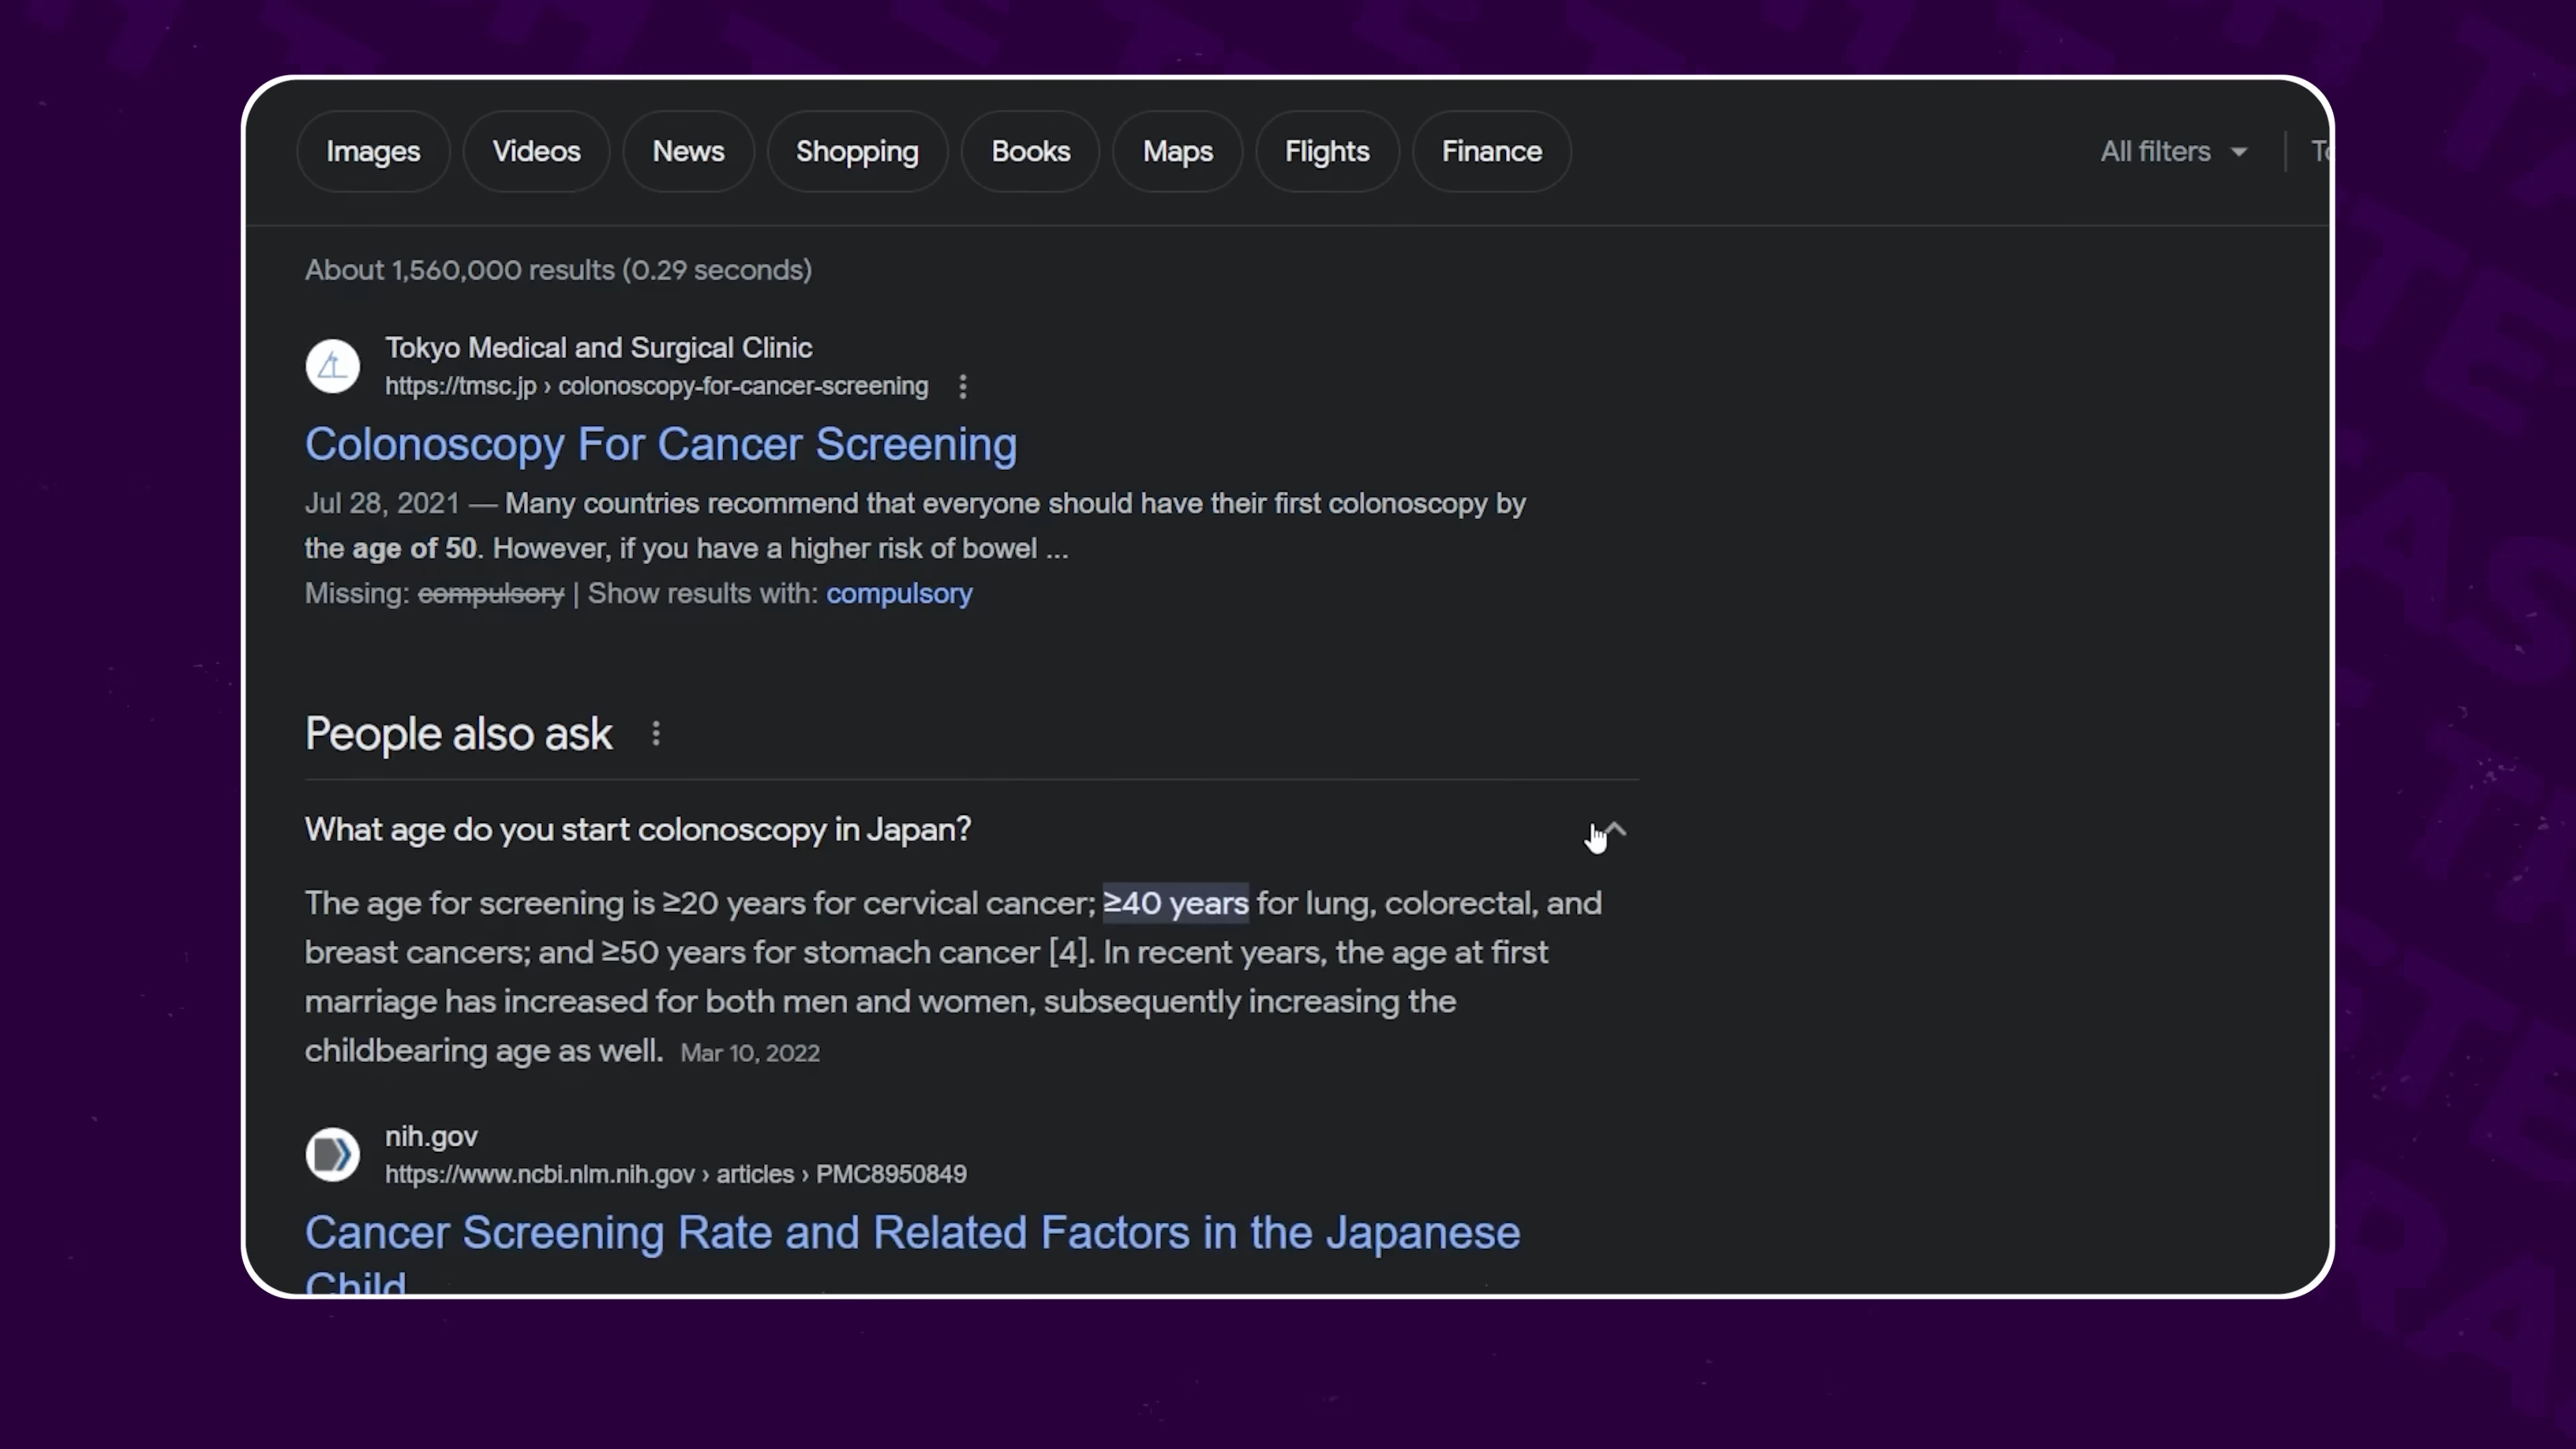 Images Videos News Shopping Books Maps Flights Finance All filters
About 1,560,000 results (0.29 seconds)
Tokyo Medical and Surgical Clinic
https://tmsc.jp › colonoscopy-for-cancer-screening
Colonoscopy For Cancer Screening
Jul 28, 2021 — Many countries recommend that everyone should have their first colonoscopy by
the age of 50. However, if you have a higher risk of bowel ...
Missing: compulsory | Show results with: compulsory
People also ask
What age do you start colonoscopy in Japan?
The age for screening is ≥20 years for cervical cancer; ≥40 years for lung, colorectal, and
breast cancers; and ≥50 years for stomach cancer [4]. In recent years, the age at first
marriage has increased for both men and women, subsequently increasing the
childbearing age as well. Mar 10, 2022
nih.gov
https://www.ncbi.nlm.nih.gov › articles › PMC8950849
Cancer Screening Rate and Related Factors in the Japanese
Child